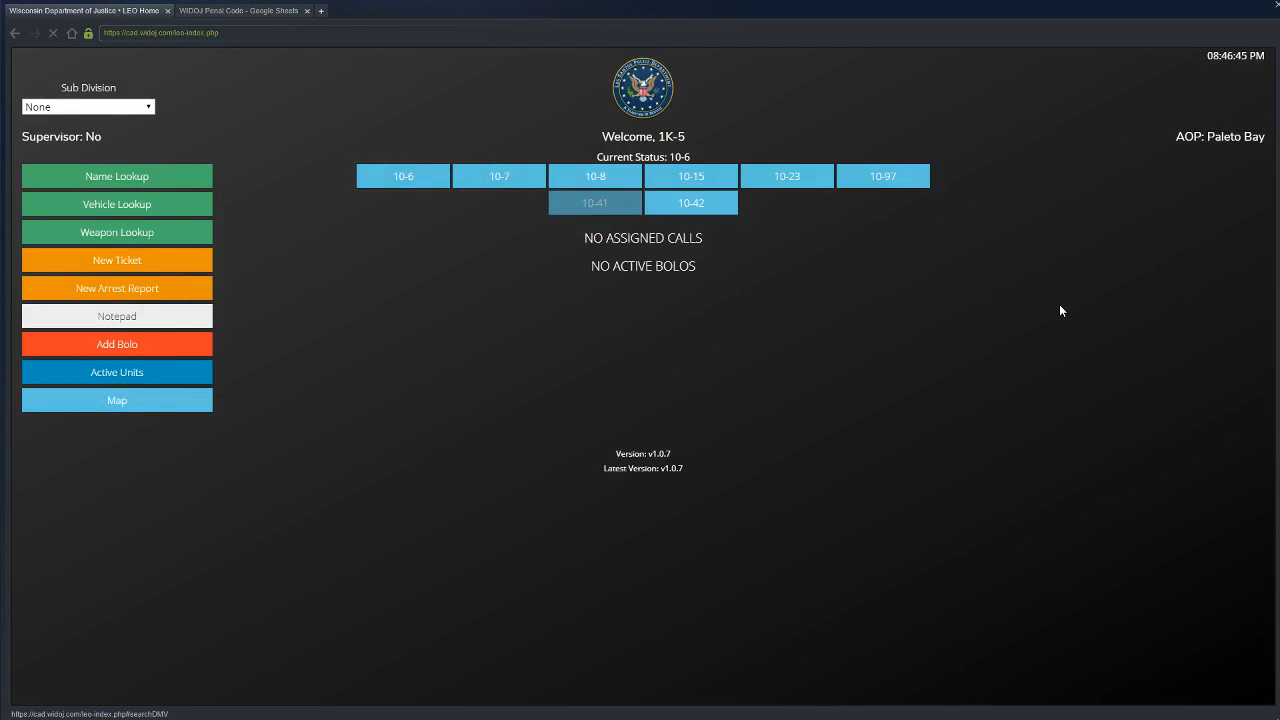 Wisconsin Department of Justice • LEO Home ×
WIDOJ Penal Code - Google Sheets × +
https://cad.widoj.com/leo-index.php
08:46:45 PM
Sub Division
None
Supervisor: No
Welcome, 1K-5
AOP: Paleto Bay
Current Status: 10-6
Name Lookup
Vehicle Lookup
Weapon Lookup
New Ticket
New Arrest Report
Notepad
Add Bolo
Active Units
Map
10-6 10-7 10-8 10-15 10-23 10-97
10-41 10-42
NO ASSIGNED CALLS
NO ACTIVE BOLOS
Version: v1.0.7
Latest Version: v1.0.7
https://cad.widoj.com/leo-index.php#searchDMV